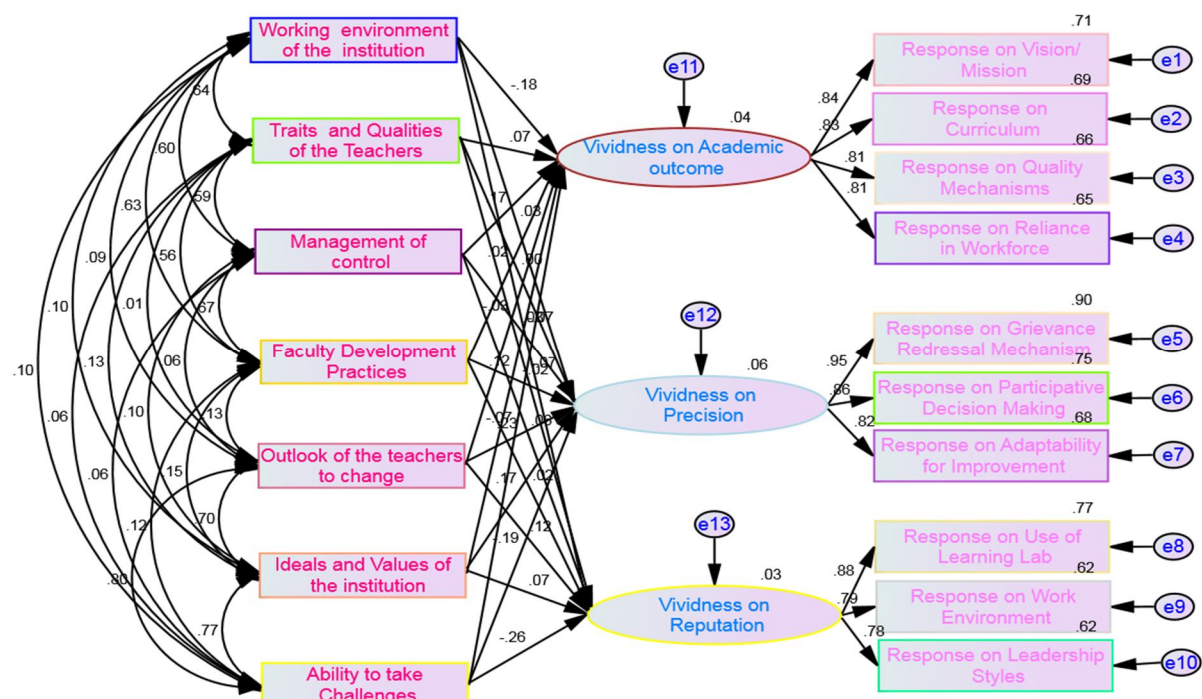 Working environment
of the institution
Traits and Qualities
of the Teachers
Management of
control
Faculty Development
Practices
Outlook of the teachers
to change
Ideals and Values of
the institution
Ability to take
Challenges
.64
.60
.59
.63
.56
.67
.09
.01
.06
.13
.10
.13
.10
.15
.70
.10
.06
.06
.12
.80
.77
-.18
.07
.17
.03
.02
.12
.17
.02
.12
-.19
.07
-.26
e11
.04
Vividness on Academic
outcome
e12
.06
Vividness on
Precision
e13
.03
Vividness on
Reputation
.84
.83
.81
.81
.95
.86
.82
.88
.79
.78
.71
Response on Vision/
Mission
e1
.69
Response on
Curriculum
e2
.66
Response on Quality
Mechanisms
e3
.65
Response on Reliance
in Workforce
e4
.90
Response on Grievance
Redressal Mechanism
e5
.75
Response on Participative
Decision Making
e6
.68
Response on Adaptability
for Improvement
e7
.77
Response on Use of
Learning Lab
e8
.62
Response on Work
Environment
e9
.62
Response on Leadership
Styles
e10